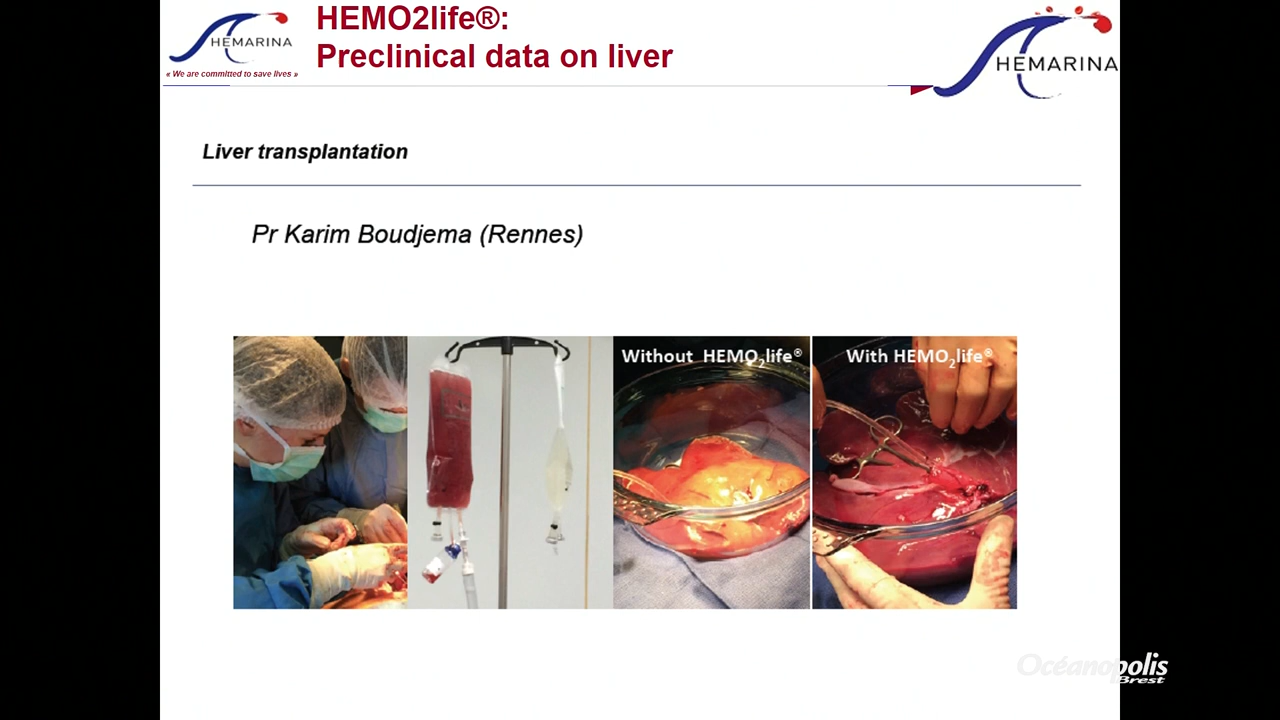 HEMARINA
« We are committed to save lives »
HEMO2life®:
Preclinical data on liver
HEMARINA
Liver transplantation
Pr Karim Boudjema (Rennes)
Without HEMO₂life®
With HEMO₂life®
Océanopolis
Brest